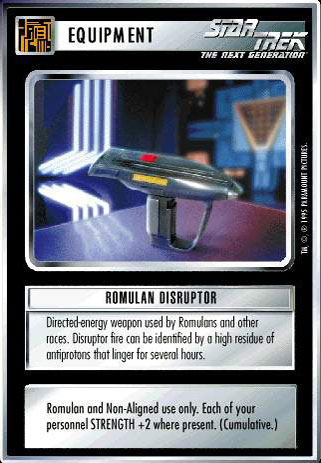 EQUIPMENT
STAR TREK
THE NEXT GENERATION
TM, © ® 1995 PARAMOUNT PICTURES.
ROMULAN DISRUPTOR
Directed-energy weapon used by Romulans and other
races. Disruptor fire can be identified by a high residue of
antiprotons that linger for several hours.
Romulan and Non-Aligned use only. Each of your
personnel STRENGTH +2 where present. (Cumulative.)